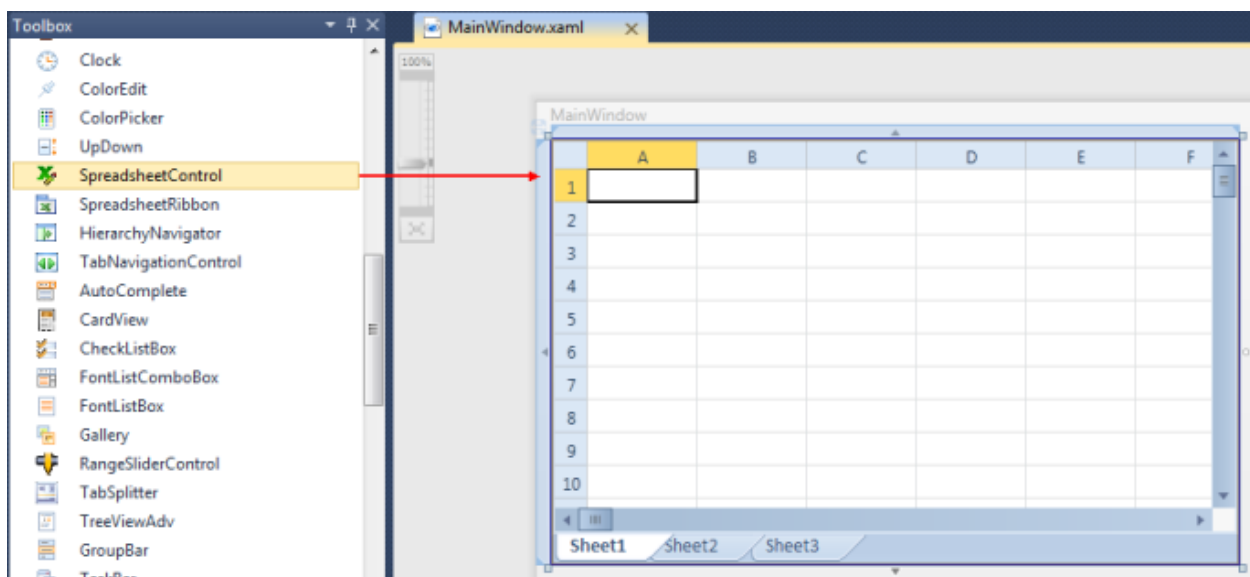 Toolbox
Clock
ColorEdit
ColorPicker
UpDown
SpreadsheetControl
SpreadsheetRibbon
HierarchyNavigator
TabNavigationControl
AutoComplete
CardView
CheckListBox
FontListComboBox
FontListBox
Gallery
RangeSliderControl
TabSplitter
TreeViewAdv
GroupBar
MainWindow.xaml
100%
MainWindow
A B C D E F
1
2
3
4
5
6
7
8
9
10
Sheet1 Sheet2 Sheet3